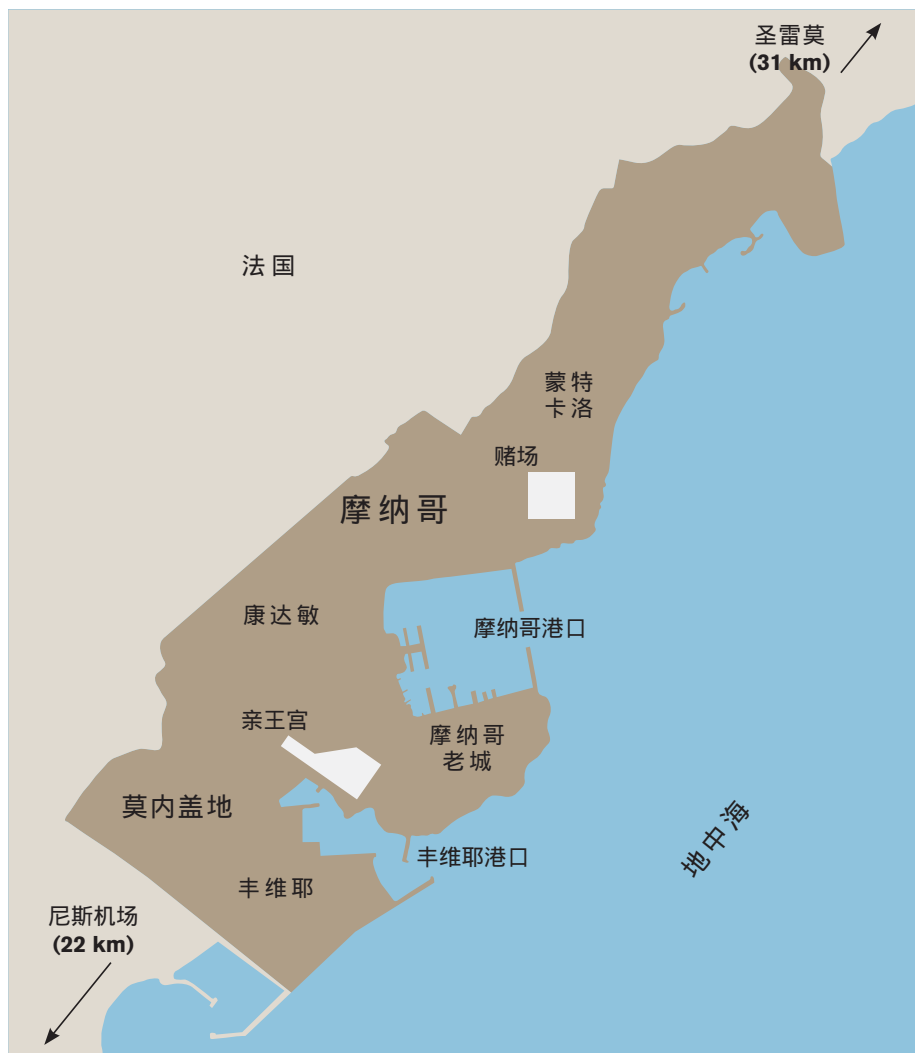 圣雷莫
(31 km)
法国
蒙特
卡洛
赌场
摩纳哥
康达敏
摩纳哥港口
亲王宫
摩纳哥
老城
莫内盖地
地中海
丰维耶港口
丰维耶
尼斯机场
(22 km)